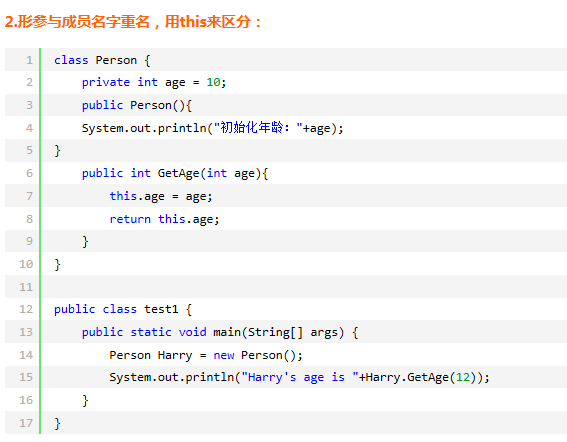 2.形参与成员名字重名，用this来区分：
1 class Person {
2     private int age = 10;
3     public Person(){
4     System.out.println("初始化年龄："+age);
5 }
6     public int GetAge(int age){
7         this.age = age;
8         return this.age;
9     }
10 }
11
12 public class test1 {
13     public static void main(String[] args) {
14         Person Harry = new Person();
15         System.out.println("Harry's age is "+Harry.GetAge(12));
16     }
17 }